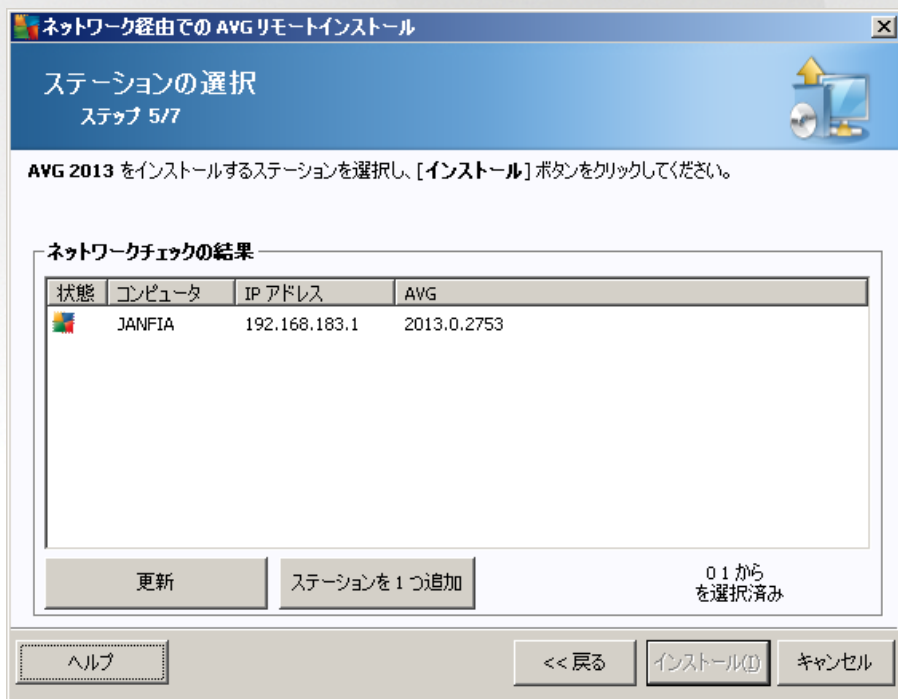 ネットワーク経由での AVG リモートインストール
ステーションの選択
ステップ 5/7
AVG 2013 をインストールするステーションを選択し、[インストール] ボタンをクリックしてください。
ネットワークチェックの結果
状態 コンピュータ IP アドレス AVG
JANFIA 192.168.183.1 2013.0.2753
更新 ステーションを 1 つ追加
0 1 から
を選択済み
ヘルプ << 戻る インストール(I) キャンセル